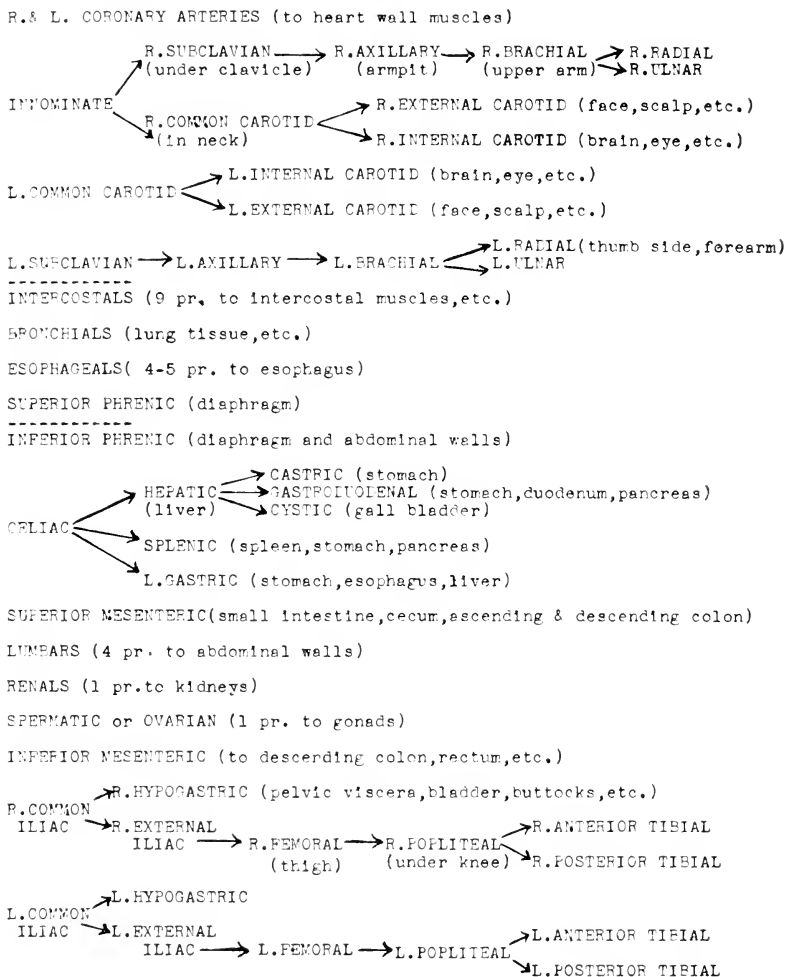 R.& L. CORONARY ARTERIES (to heart wall muscles)
R.SUBCLAVIAN R.AXILLARY R.BRACHIAL R.RADIAL
(under clavicle) (armpit) (upper arm) R.ULNAR
INNOMINATE
R.COMMON CAROTID R.EXTERNAL CAROTID (face,scalp,etc.)
(in neck) R.INTERNAL CAROTID (brain,eye,etc.)
L.COMMON CAROTID L.INTERNAL CAROTID (brain,eye,etc.)
L.EXTERNAL CAROTID (face,scalp,etc.)
L.SUBCLAVIAN L.AXILLARY L.BRACHIAL L.RADIAL(thumb side,forearm)
L.ULNAR
INTERCOSTALS (9 pr. to intercostal muscles,etc.)
BRONCHIALS (lung tissue,etc.)
ESOPHAGEALS( 4-5 pr. to esophagus)
SUPERIOR PHRENIC (diaphragm)
INFERIOR PHRENIC (diaphragm and abdominal walls)
CASTRIC (stomach)
HEPATIC GASTRODUODENAL (stomach,duodenum,pancreas)
(liver) CYSTIC (gall bladder)
CELIAC
SPLENIC (spleen,stomach,pancreas)
L.GASTRIC (stomach,esophagus,liver)
SUPERIOR MESENTERIC(small intestine,cecum,ascending & descending colon)
LUMBARS (4 pr. to abdominal walls)
RENALS (1 pr.to kidneys)
SPERMATIC or OVARIAN (1 pr. to gonads)
INFERIOR MESENTERIC (to descending colon,rectum,etc.)
R.HYPOGASTRIC (pelvic viscera,bladder,buttocks,etc.)
R.COMMON
ILIAC R.EXTERNAL R.ANTERIOR TIBIAL
ILIAC R.FEMORAL R.POPLITEAL
(thigh) (under knee) R.POSTERIOR TIBIAL
L.HYPOGASTRIC
L.COMMON
ILIAC L.EXTERNAL L.ANTERIOR TIBIAL
ILIAC L.FEMORAL L.POPLITEAL
L.POSTERIOR TIBIAL